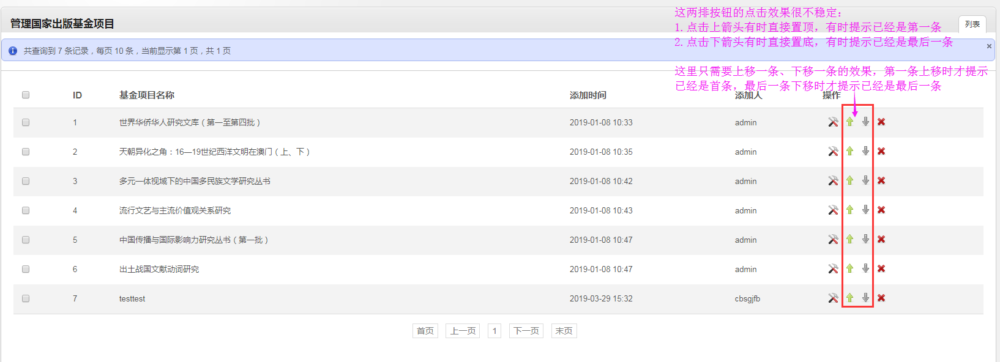 这两排按钮的点击效果很不稳定：
1.点击上箭头有时直接置顶，有时提示已经是第一条
2.点击下箭头有时直接置底，有时提示已经是最后一条
管理国家出版基金项目
列表
共查询到 7 条记录，每页 10 条，当前显示第 1 页，共 1 页
这里只需要上移一条、下移一条的效果，第一条上移时才提示
已经是首条，最后一条下移时才提示已经是最后一条
ID 基金项目名称 添加时间 添加人 操作
1 世界华侨华人研究文库（第一至第四批） 2019-01-08 10:33 admin
2 天朝异化之角：16—19世纪西洋文明在澳门（上、下） 2019-01-08 10:35 admin
3 多元一体视域下的中国多民族文学研究丛书 2019-01-08 10:42 admin
4 流行文艺与主流价值观关系研究 2019-01-08 10:43 admin
5 中国传播与国际影响力研究丛书（第一批） 2019-01-08 10:47 admin
6 出土战国文献动词研究 2019-01-08 10:47 admin
7 testtest 2019-03-29 15:32 cbsgjfb
首页 上一页 1 下一页 末页